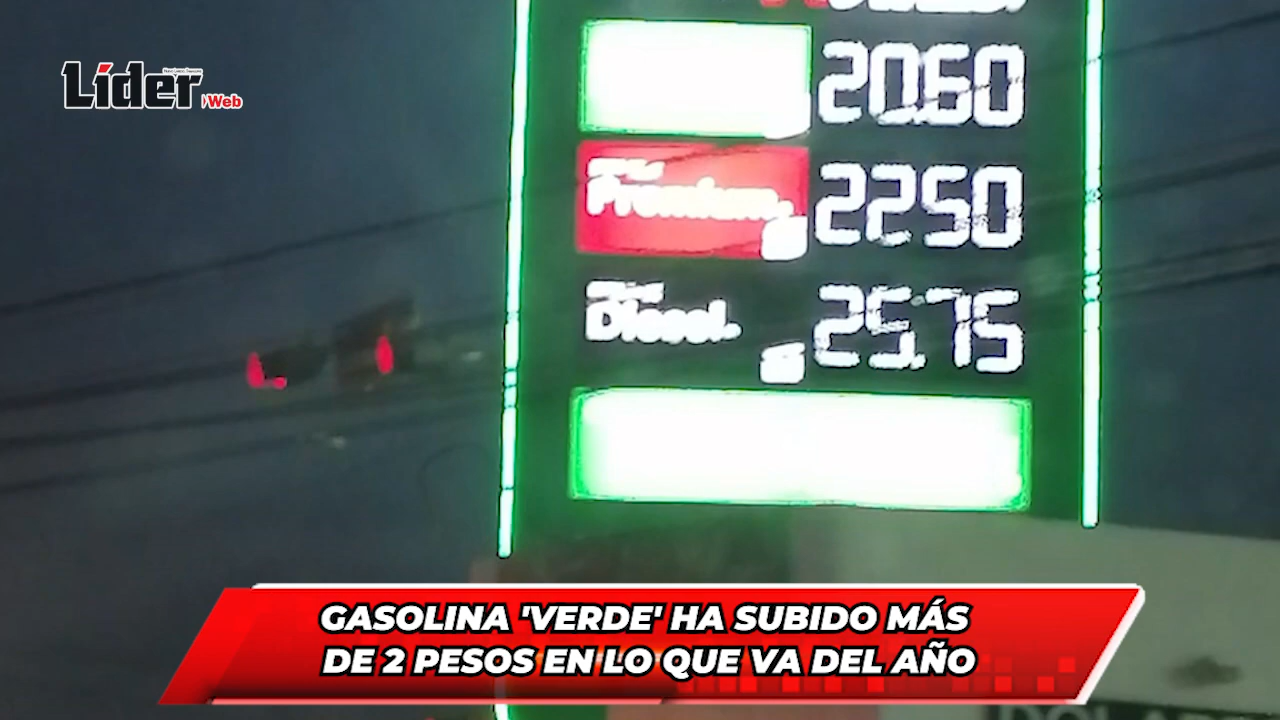 Líder Web
20.60
Premium 22.50
Diesel 25.75
GASOLINA 'VERDE' HA SUBIDO MÁS
DE 2 PESOS EN LO QUE VA DEL AÑO